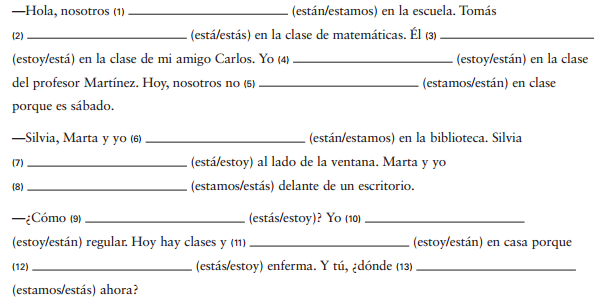 —Hola, nosotros (1) ____________________ (están/estamos) en la escuela. Tomás
(2) ____________________ (está/estás) en la clase de matemáticas. Él (3) ____________________
(estoy/está) en la clase de mi amigo Carlos. Yo (4) ____________________ (estoy/están) en la clase
del profesor Martínez. Hoy, nosotros no (5) ____________________ (estamos/están) en clase
porque es sábado.
—Silvia, Marta y yo (6) ____________________ (están/estamos) en la biblioteca. Silvia
(7) ____________________ (está/estoy) al lado de la ventana. Marta y yo
(8) ____________________ (estamos/estás) delante de un escritorio.
—¿Cómo (9) ____________________ (estás/estoy)? Yo (10) ____________________
(estoy/están) regular. Hoy hay clases y (11) ____________________ (estoy/están) en casa porque
(12) ____________________ (estás/estoy) enferma. Y tú, ¿dónde (13) ____________________
(estamos/estás) ahora?